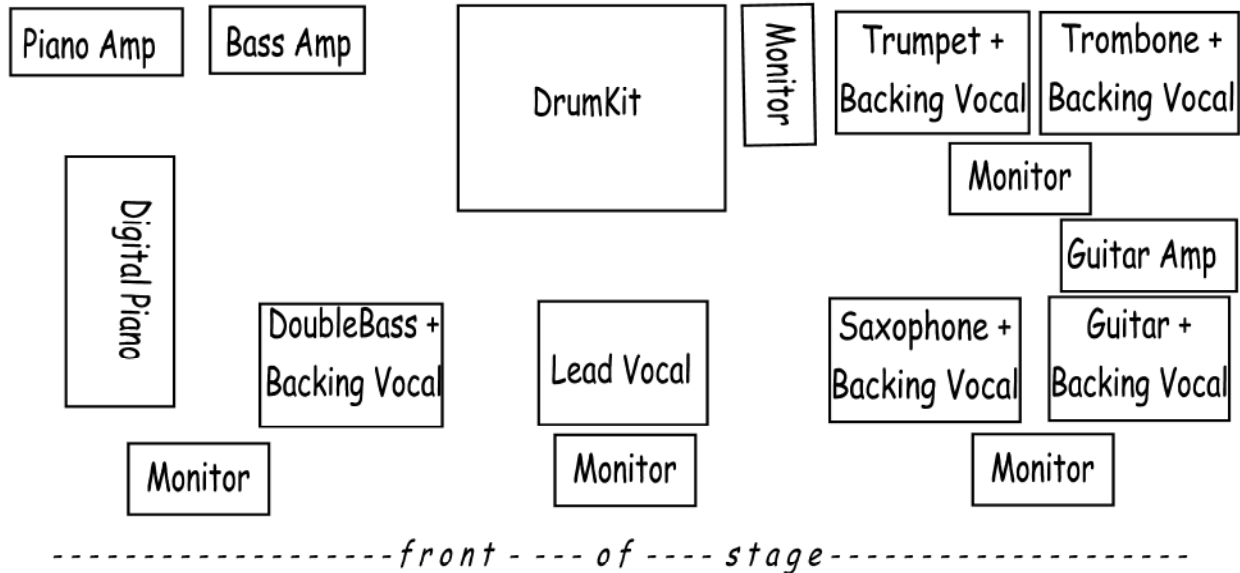 Piano Amp
Bass Amp
DrumKit
Monitor
Trumpet +
Backing Vocal
Trombone +
Backing Vocal
Monitor
Digital Piano
Guitar Amp
DoubleBass +
Backing Vocal
Lead Vocal
Saxophone +
Backing Vocal
Guitar +
Backing Vocal
Monitor
Monitor
Monitor
--------------------front - - -- - of - --- - stage---------------------